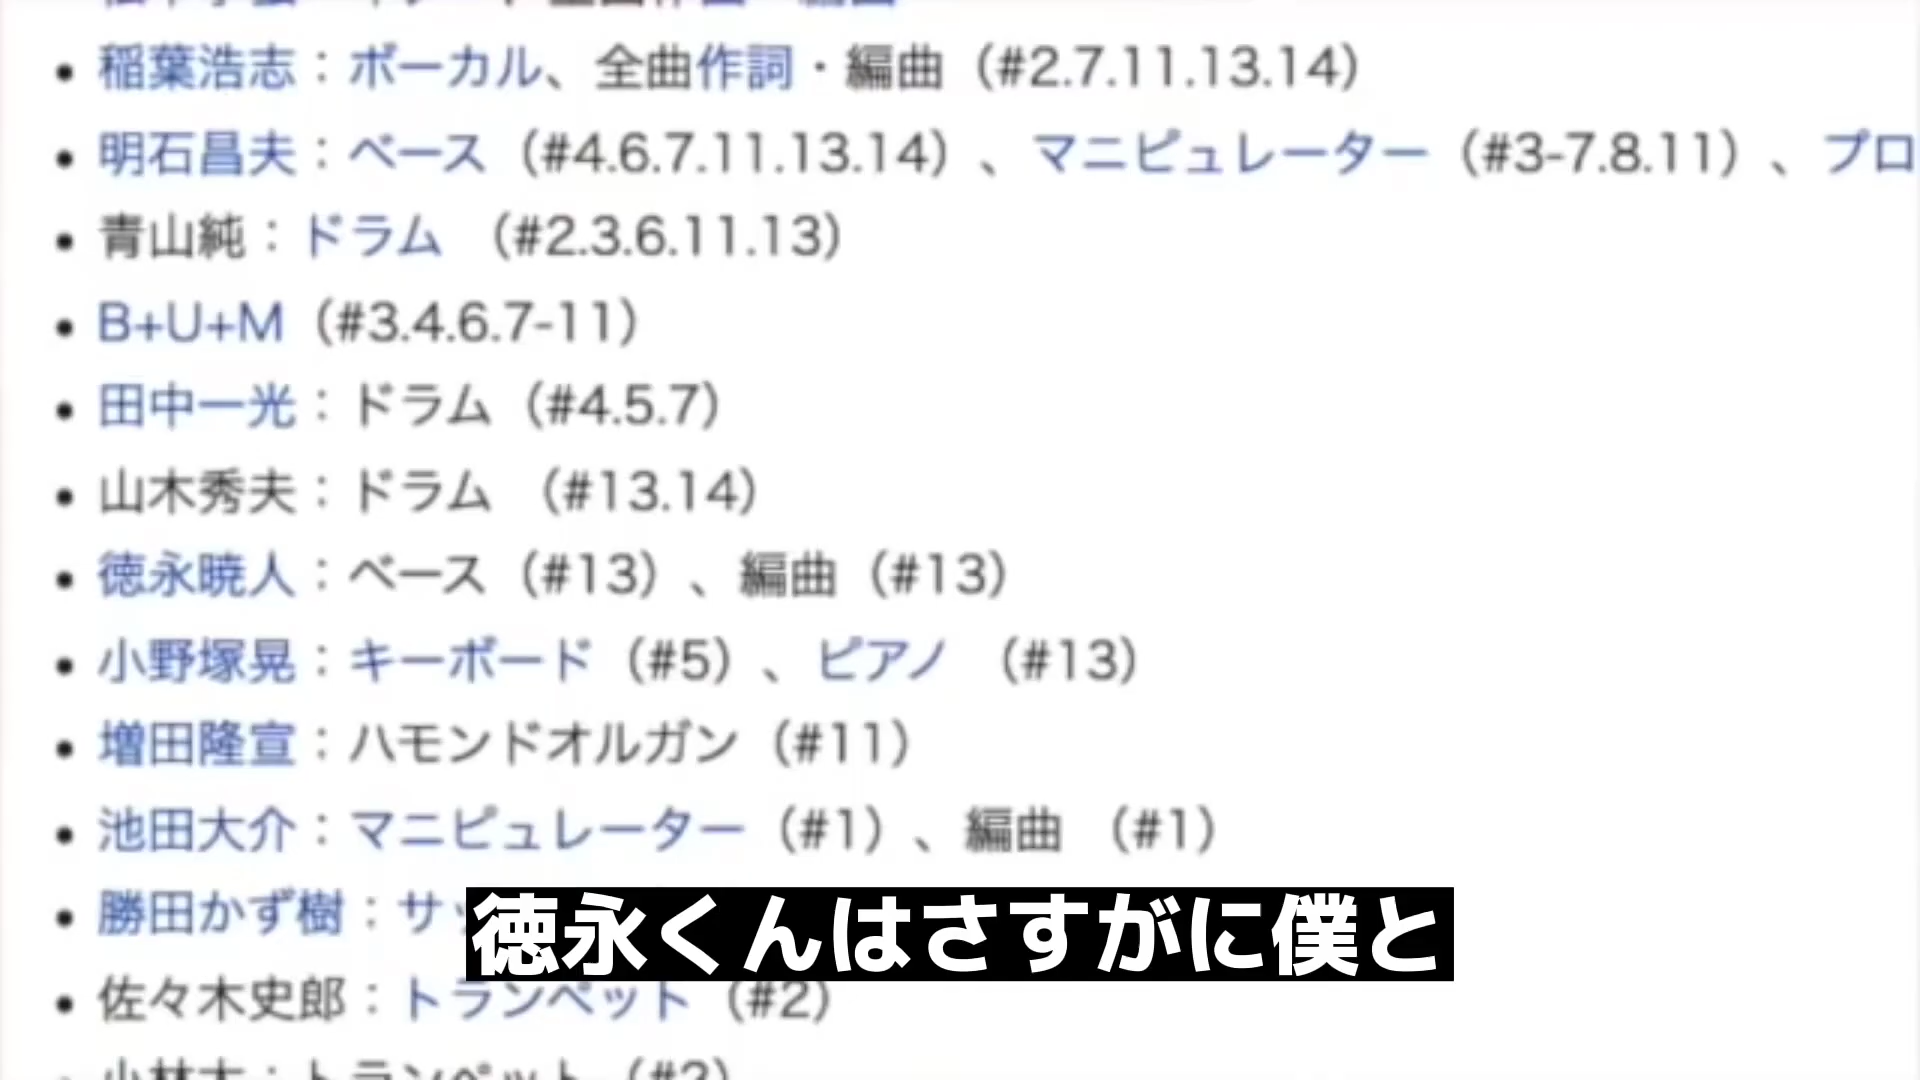 ・稲葉浩志：ボーカル、全曲作詞・編曲（#2.7.11.13.14）
・明石昌夫：ベース（#4.6.7.11.13.14）、マニピュレーター（#3-7.8.11）、プロ
・青山純：ドラム （#2.3.6.11.13）
・B+U+M（#3.4.6.7-11）
・田中一光：ドラム（#4.5.7）
・山木秀夫：ドラム （#13.14）
・徳永暁人：ベース（#13）、編曲（#13）
・小野塚晃：キーボード（#5）、ピアノ （#13）
・増田隆宣：ハモンドオルガン（#11）
・池田大介：マニピュレーター（#1）、編曲 （#1）
・勝田かず樹：サッ
徳永くんはさすがに僕と
・佐々木史郎：トランペット（#2）